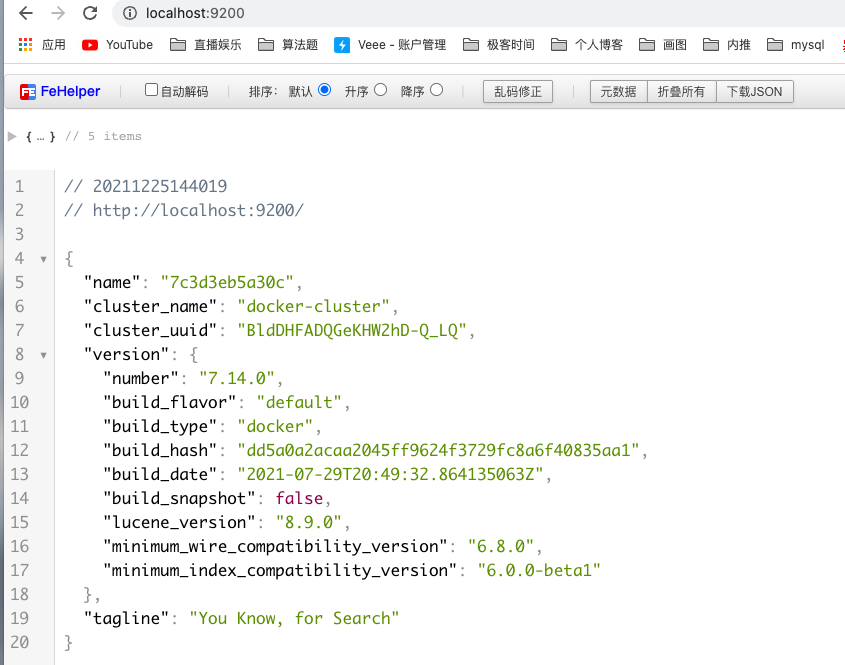 localhost:9200
应用 YouTube 直播娱乐 算法题 Veee - 账户管理 极客时间 个人博客 画图 内推 mysql
FeHelper 自动解码 排序: 默认 升序 降序 乱码修正 元数据 折叠所有 下载JSON
{ … } // 5 items
1 // 20211225144019
2 // http://localhost:9200/
3
4 {
5 "name": "7c3d3eb5a30c",
6 "cluster_name": "docker-cluster",
7 "cluster_uuid": "BldDHFADQGeKHW2hD-Q_LQ",
8 "version": {
9 "number": "7.14.0",
10 "build_flavor": "default",
11 "build_type": "docker",
12 "build_hash": "dd5a0a2acaa2045ff9624f3729fc8a6f40835aa1",
13 "build_date": "2021-07-29T20:49:32.864135063Z",
14 "build_snapshot": false,
15 "lucene_version": "8.9.0",
16 "minimum_wire_compatibility_version": "6.8.0",
17 "minimum_index_compatibility_version": "6.0.0-beta1"
18 },
19 "tagline": "You Know, for Search"
20 }